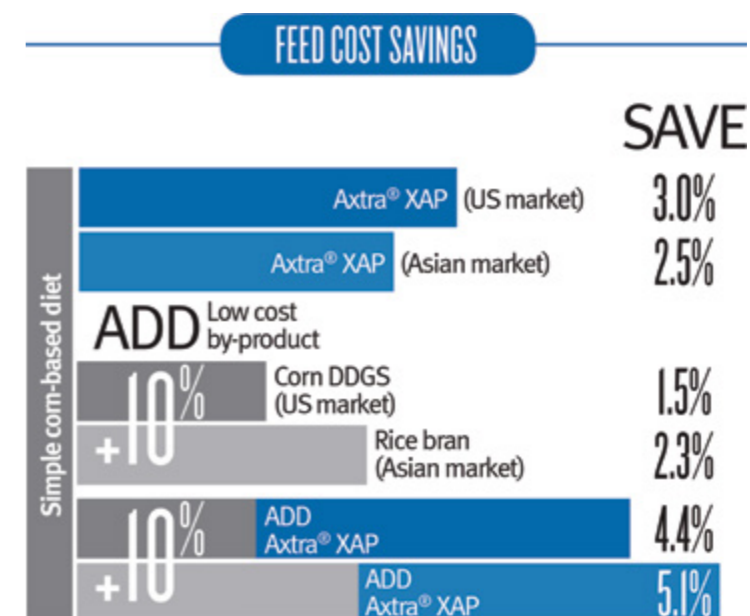 FEED COST SAVINGS
SAVE
Simple corn-based diet
Axtra® XAP (US market) 3.0%
Axtra® XAP (Asian market) 2.5%
ADD Low cost
by-product
+10%
Corn DDGS
(US market) 1.5%
Rice bran
(Asian market) 2.3%
+10%
ADD
Axtra® XAP 4.4%
ADD
Axtra® XAP 5.1%